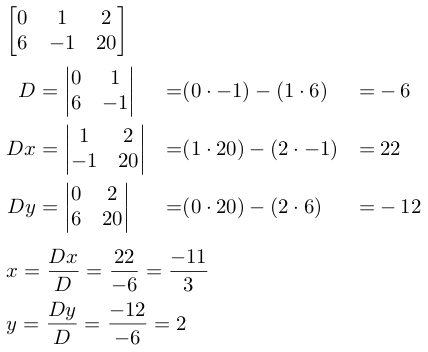 [0 1 2]
[6 −1 20]
D = |0 1; 6 −1| =(0 · −1) − (1 · 6) =− 6
Dx = |1 2; −1 20| =(1 · 20) − (2 · −1) = 22
Dy = |0 2; 6 20| =(0 · 20) − (2 · 6) =− 12
x = Dx/D = 22/−6 = −11/3
y = Dy/D = −12/−6 = 2